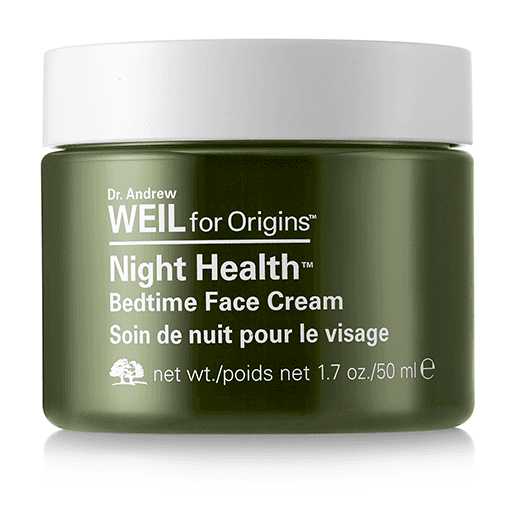 Dr. Andrew
WEIL for Origins™
Night Health™
Bedtime Face Cream
Soin de nuit pour le visage
net wt./poids net 1.7 oz./50 ml ℮